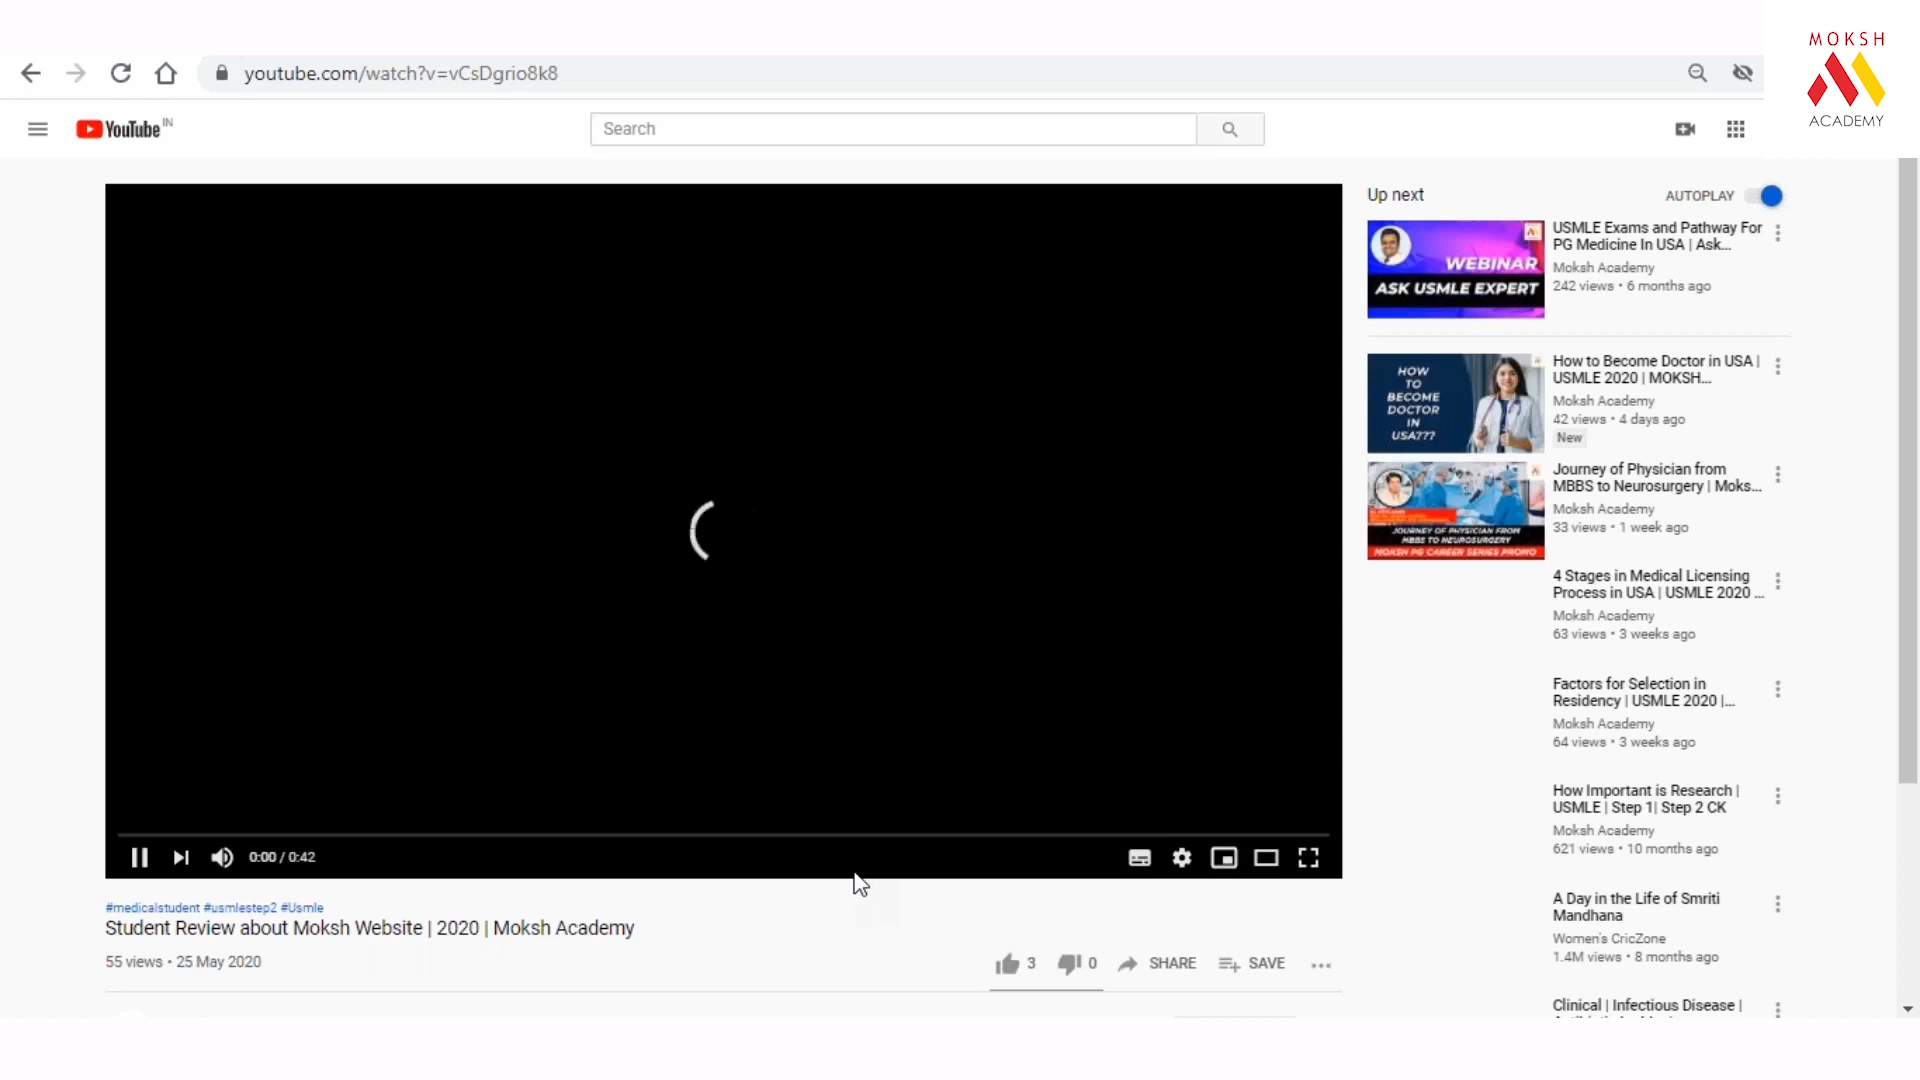 MOKSH
ACADEMY
youtube.com/watch?v=vCsDgrio8k8
YouTube IN
Search
0:00 / 0:42
#medicalstudent #usmlestep2 #Usmle
Student Review about Moksh Website | 2020 | Moksh Academy
55 views • 25 May 2020
3
0
SHARE
SAVE
Up next
AUTOPLAY
WEBINAR
ASK USMLE EXPERT
USMLE Exams and Pathway For
PG Medicine In USA | Ask...
Moksh Academy
242 views • 6 months ago
HOW
TO
BECOME
DOCTOR
IN
USA???
How to Become Doctor in USA |
USMLE 2020 | MOKSH...
Moksh Academy
42 views • 4 days ago
New
JOURNEY OF PHYSICIAN FROM
MBBS TO NEUROSURGERY
MOKSH PG CAREER SERIES PROMO
Journey of Physician from
MBBS to Neurosurgery | Moks...
Moksh Academy
33 views • 1 week ago
4 Stages in Medical Licensing
Process in USA | USMLE 2020 ...
Moksh Academy
63 views • 3 weeks ago
Factors for Selection in
Residency | USMLE 2020 |...
Moksh Academy
64 views • 3 weeks ago
How Important is Research |
USMLE | Step 1| Step 2 CK
Moksh Academy
621 views • 10 months ago
A Day in the Life of Smriti
Mandhana
Women's CricZone
1.4M views • 8 months ago
Clinical | Infectious Disease |